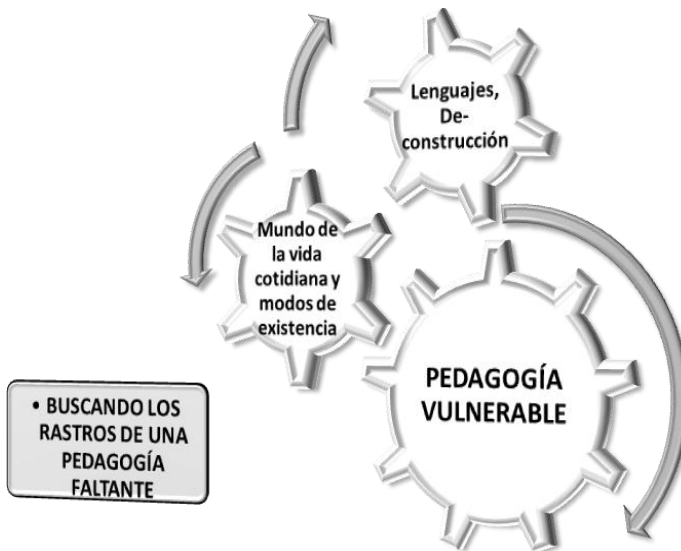 Lenguajes,
De-
construcción
Mundo de
la vida
cotidiana y
modos de
existencia
PEDAGOGÍA
VULNERABLE
• BUSCANDO LOS
RASTROS DE UNA
PEDAGOGÍA
FALTANTE